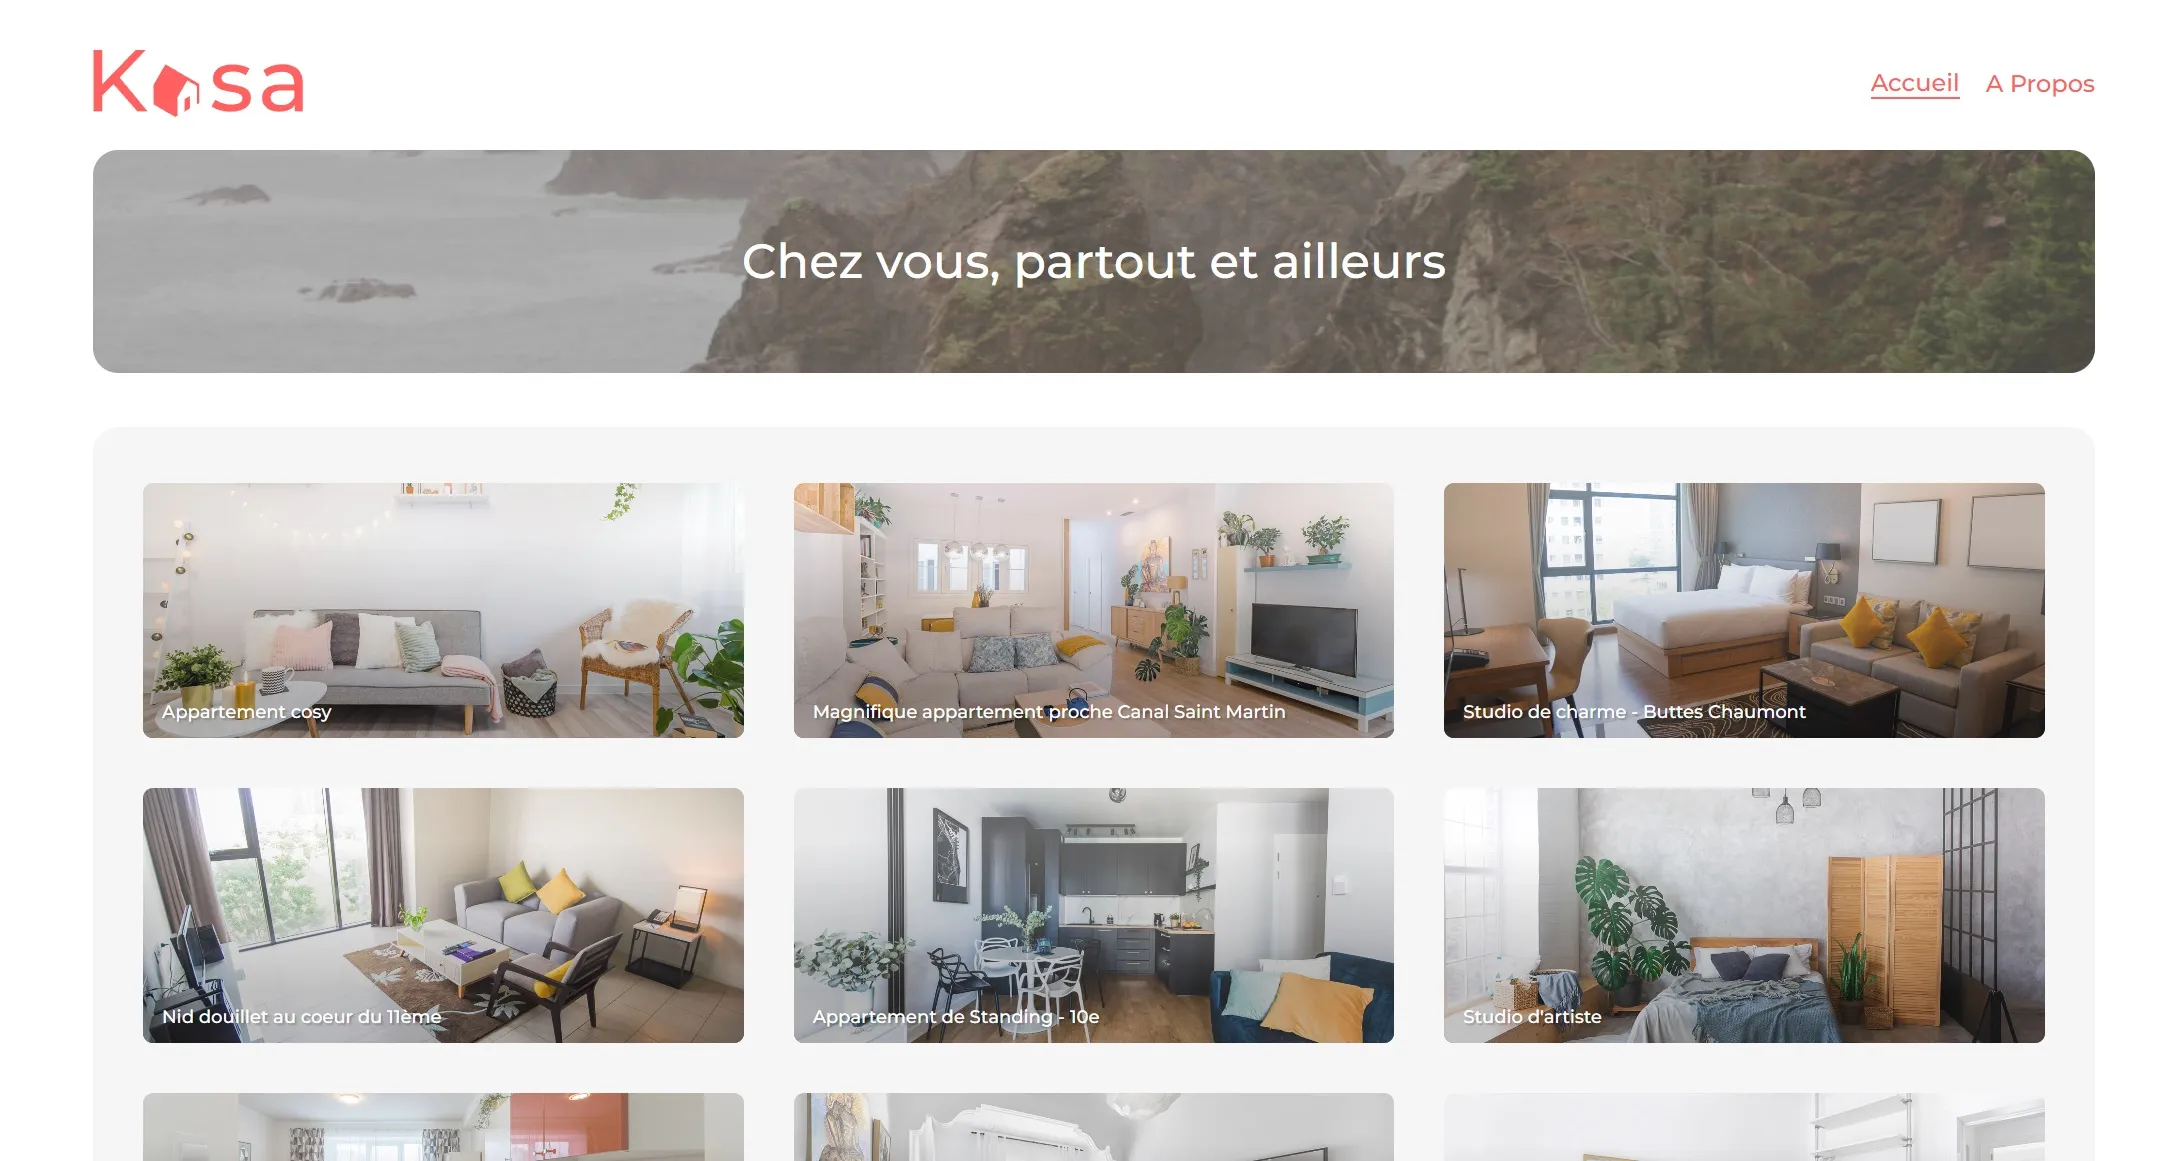 Kasa
Accueil
A Propos
Chez vous, partout et ailleurs
Appartement cosy
Magnifique appartement proche Canal Saint Martin
Studio de charme - Buttes Chaumont
Nid douillet au coeur du 11ème
Appartement de Standing - 10e
Studio d'artiste